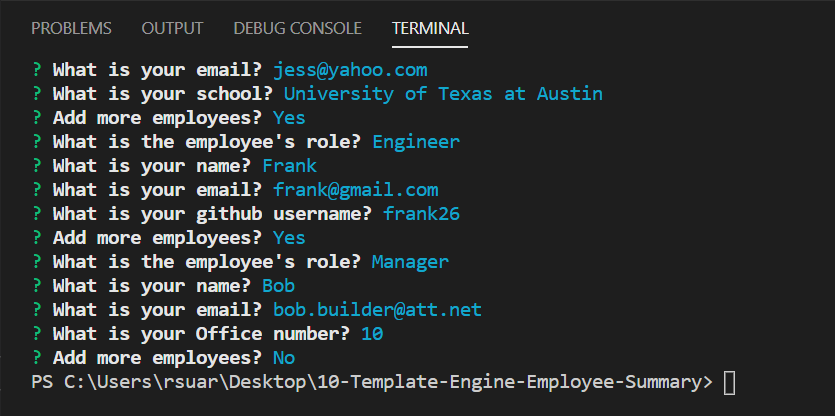 PROBLEMS OUTPUT DEBUG CONSOLE TERMINAL
? What is your email? jess@yahoo.com
? What is your school? University of Texas at Austin
? Add more employees? Yes
? What is the employee's role? Engineer
? What is your name? Frank
? What is your email? frank@gmail.com
? What is your github username? frank26
? Add more employees? Yes
? What is the employee's role? Manager
? What is your name? Bob
? What is your email? bob.builder@att.net
? What is your Office number? 10
? Add more employees? No
PS C:\Users\rsuar\Desktop\10-Template-Engine-Employee-Summary>